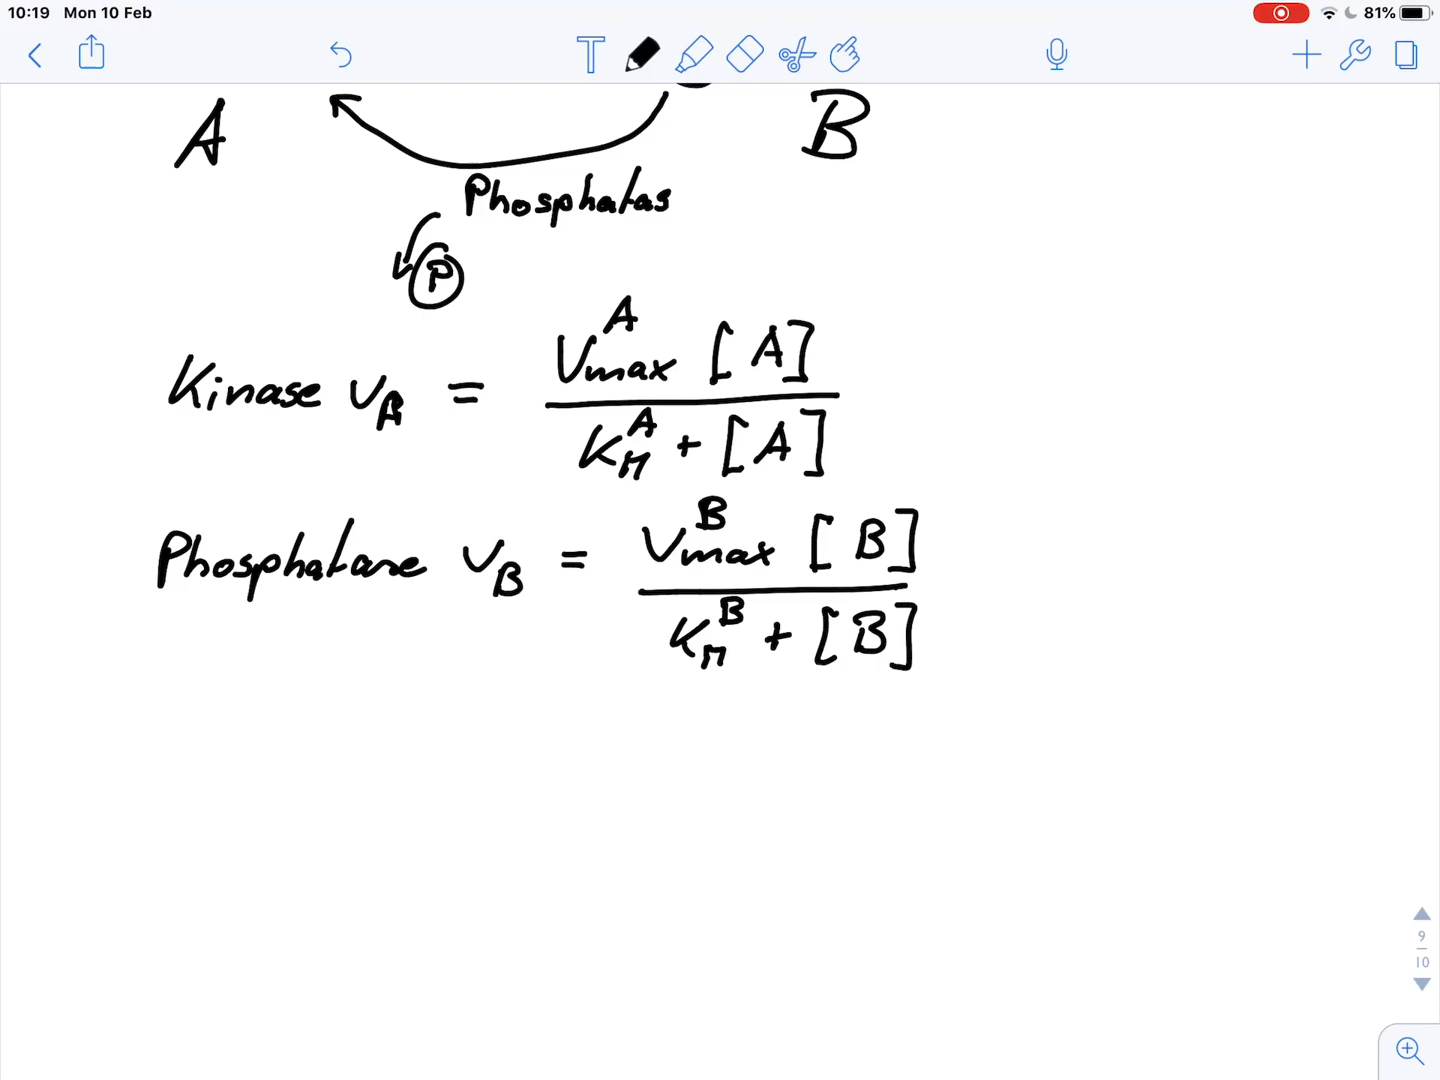 10:19 Mon 10 Feb 81%
T
A B
Phosphatas
P
Kinase v_A = V_max^A [A] / K_M^A + [A]
Phosphatase v_B = V_max^B [B] / K_M^B + [B]
9
10